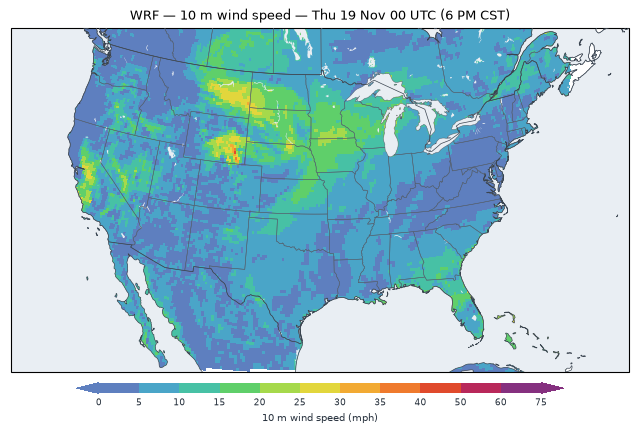 WRF — 10 m wind speed — Thu 19 Nov 00 UTC (6 PM CST)
0 5 10 15 20 25 30 35 40 50 60 75
10 m wind speed (mph)